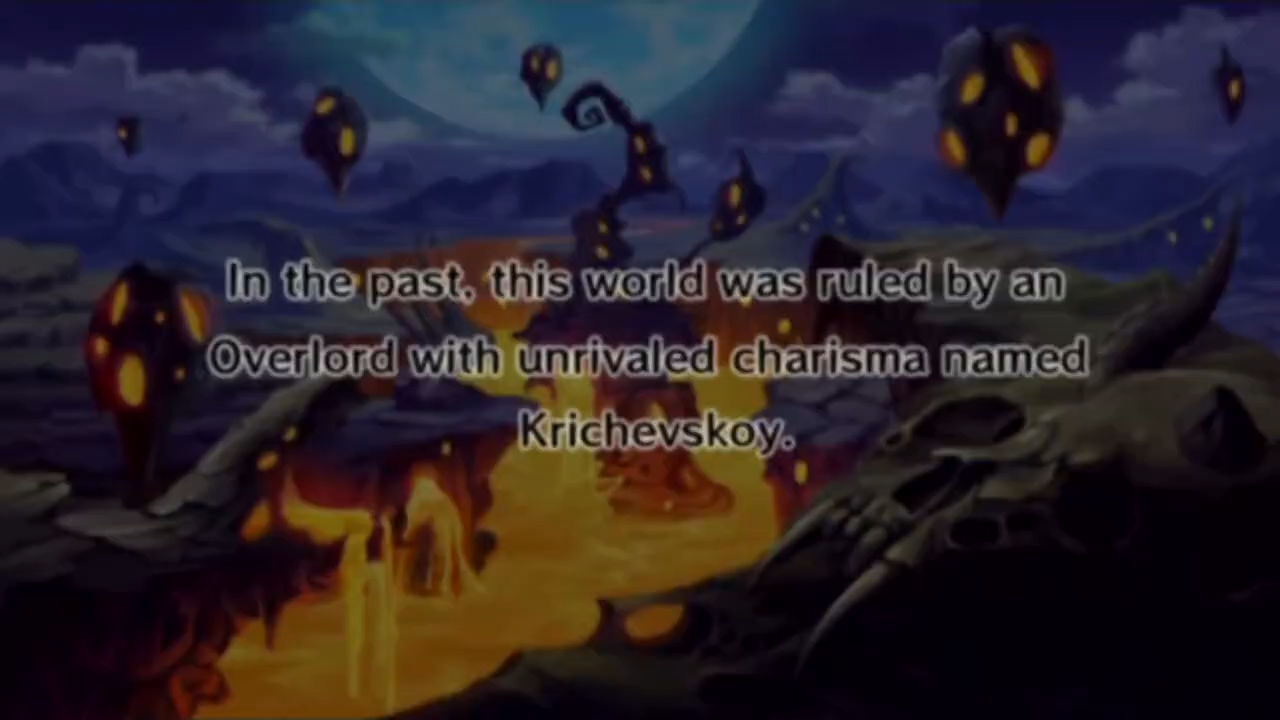 In the past, this world was ruled by an
Overlord with unrivaled charisma named
Krichevskoy.